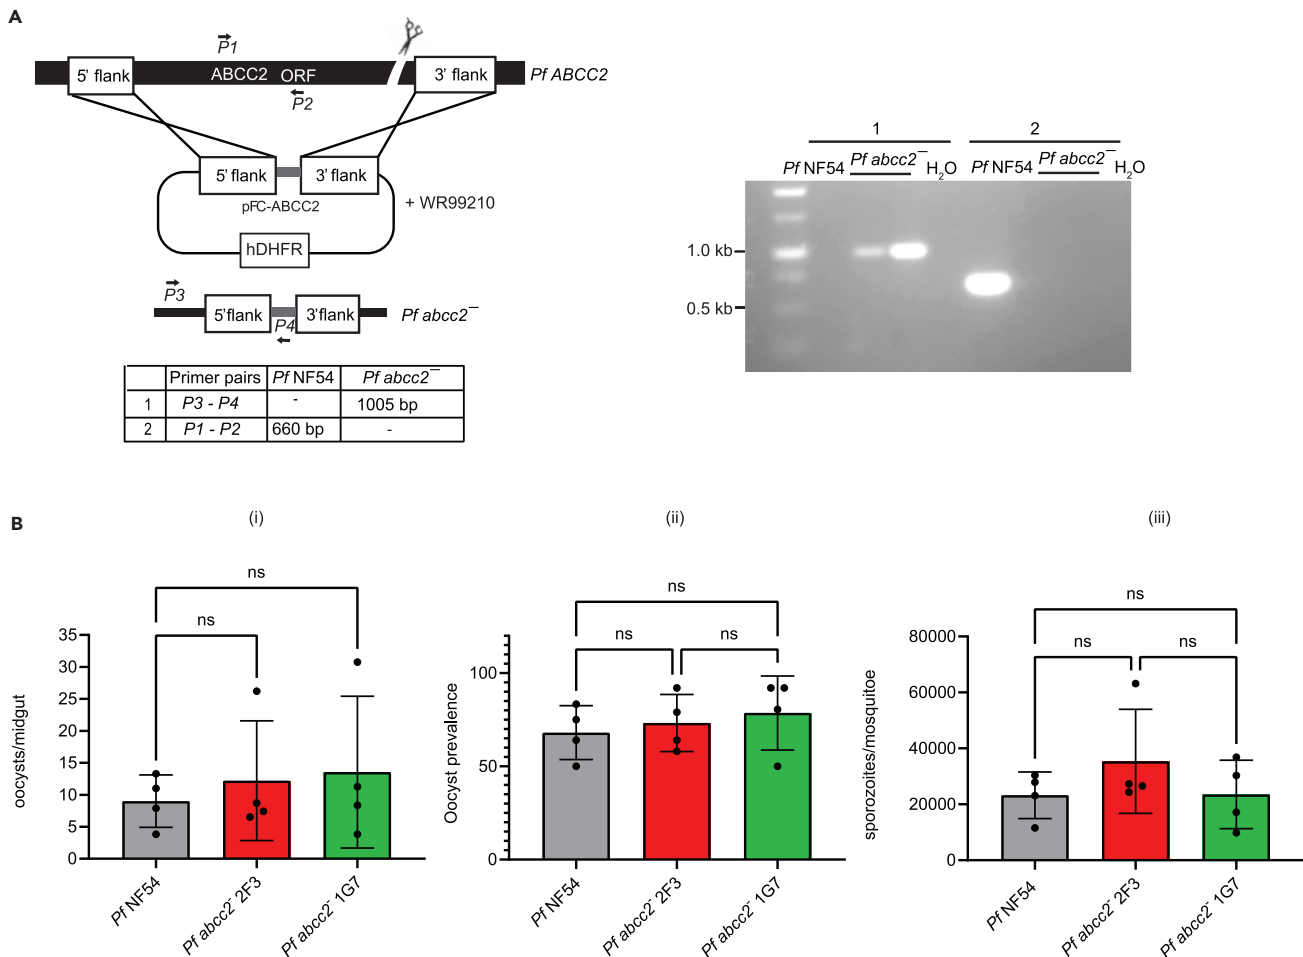 A
P1
5' flank
ABCC2 ORF
3' flank
Pf ABCC2
P2
5' flank
3' flank
pFC-ABCC2
+ WR99210
hDHFR
P3
5'flank
3'flank
Pf abcc2⁻
P4
Primer pairs Pf NF54 Pf abcc2⁻
1 P3 - P4 - 1005 bp
2 P1 - P2 660 bp -
1 2
Pf NF54 Pf abcc2⁻ H₂O Pf NF54 Pf abcc2⁻ H₂O
1.0 kb
0.5 kb
B
(i)
ns
ns
oocysts/midgut
35
30
25
20
15
10
5
0
Pf NF54
Pf abcc2⁻ 2F3
Pf abcc2⁻ 1G7
(ii)
ns
ns ns
Oocyst prevalence
100
50
0
Pf NF54
Pf abcc2⁻ 2F3
Pf abcc2⁻ 1G7
(iii)
ns
ns ns
sporozoites/mosquitoe
80000
60000
40000
20000
0
Pf NF54
Pf abcc2⁻ 2F3
Pf abcc2⁻ 1G7